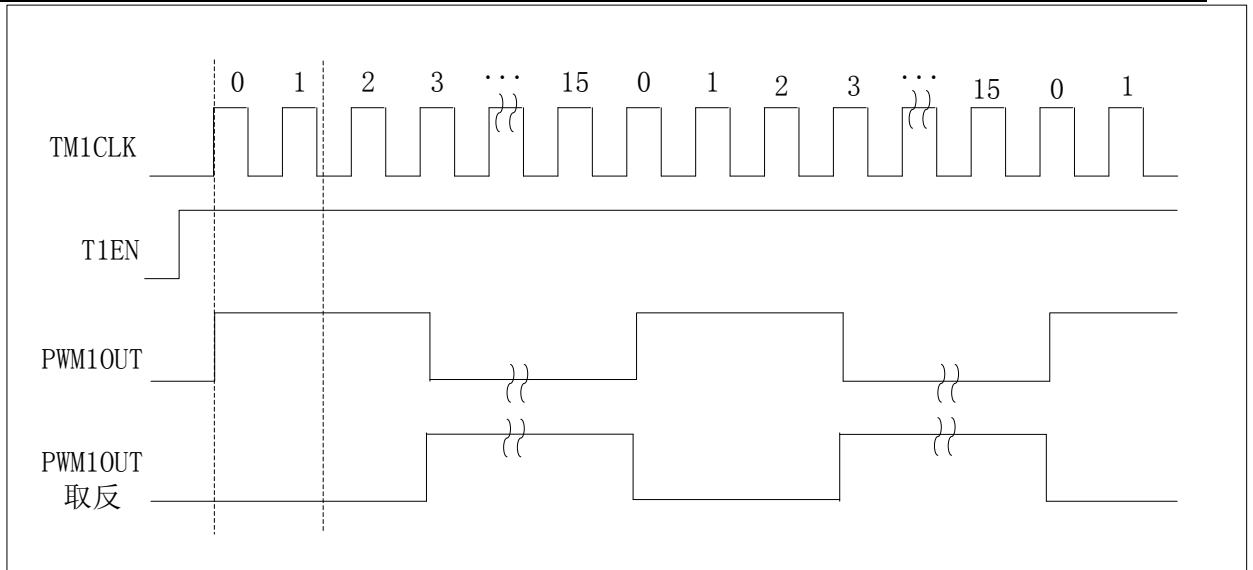 0 1 2 3 ··· 15 0 1 2 3 ··· 15 0 1
TM1CLK
T1EN
PWM1OUT
PWM1OUT
取反